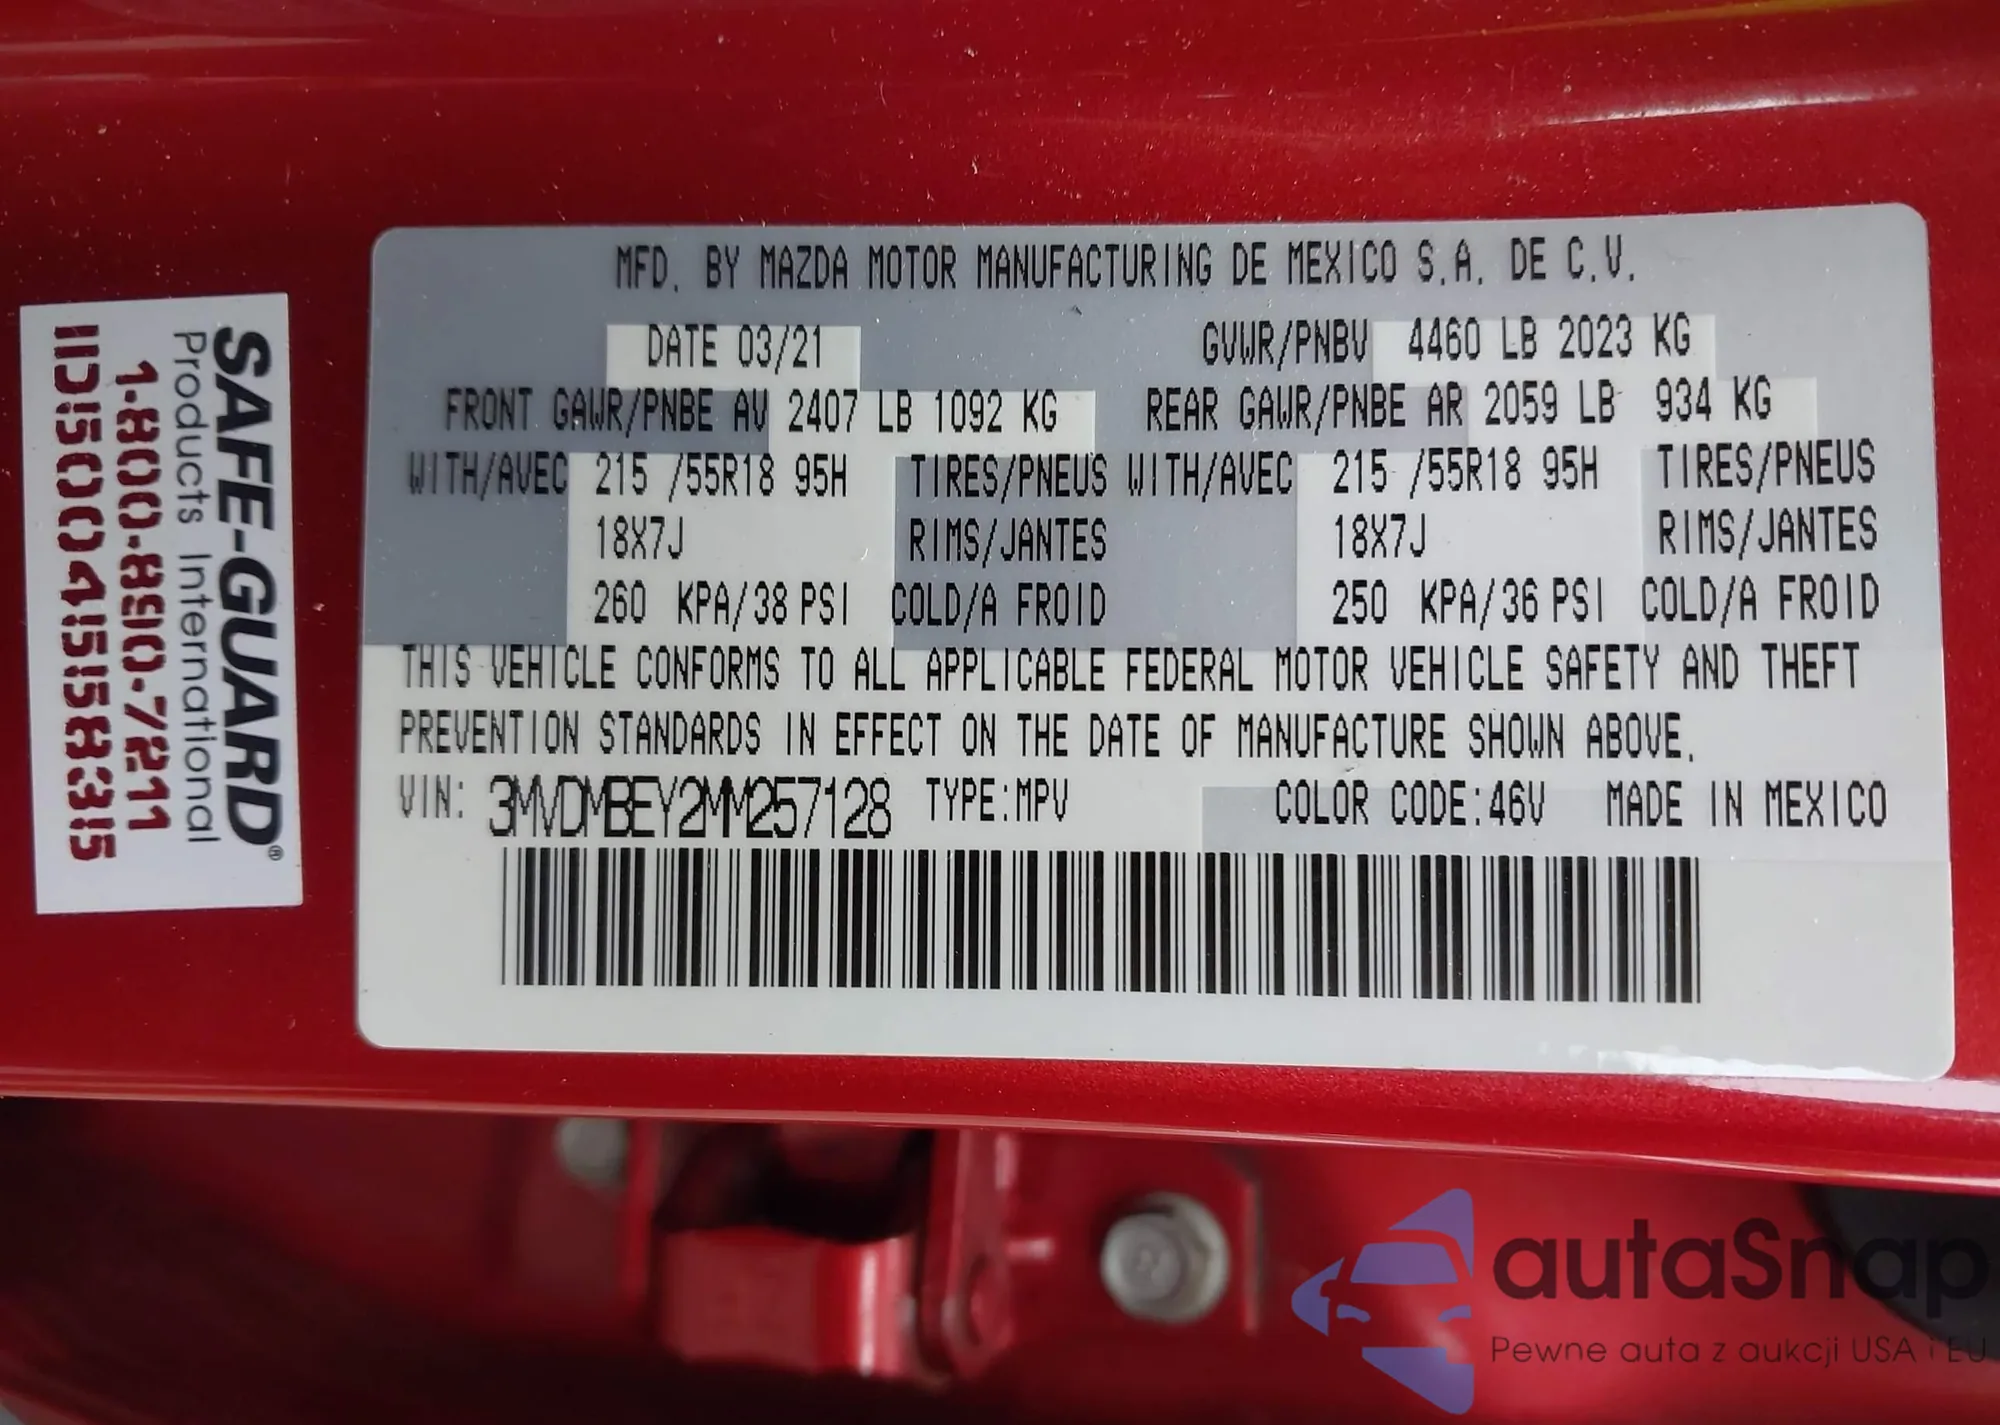 MFD. BY MAZDA MOTOR MANUFACTURING DE MEXICO S.A. DE C.V.
DATE 03/21 GVWR/PNBV 4460 LB 2023 KG
FRONT GAWR/PNBE AV 2407 LB 1092 KG REAR GAWR/PNBE AR 2059 LB 934 KG
WITH/AVEC 215 /55R18 95H TIRES/PNEUS WITH/AVEC 215 /55R18 95H TIRES/PNEUS
18X7J RIMS/JANTES 18X7J RIMS/JANTES
260 KPA/38 PSI COLD/A FROID 250 KPA/36 PSI COLD/A FROID
THIS VEHICLE CONFORMS TO ALL APPLICABLE FEDERAL MOTOR VEHICLE SAFETY AND THEFT
PREVENTION STANDARDS IN EFFECT ON THE DATE OF MANUFACTURE SHOWN ABOVE.
VIN: 3MVDMBEY2MM257128 TYPE:MPV COLOR CODE:46V MADE IN MEXICO
SAFE-GUARD®
Products International
1-800-890-7211
ID50045835
autaSnap
Pewne auta z aukcji USA i EU